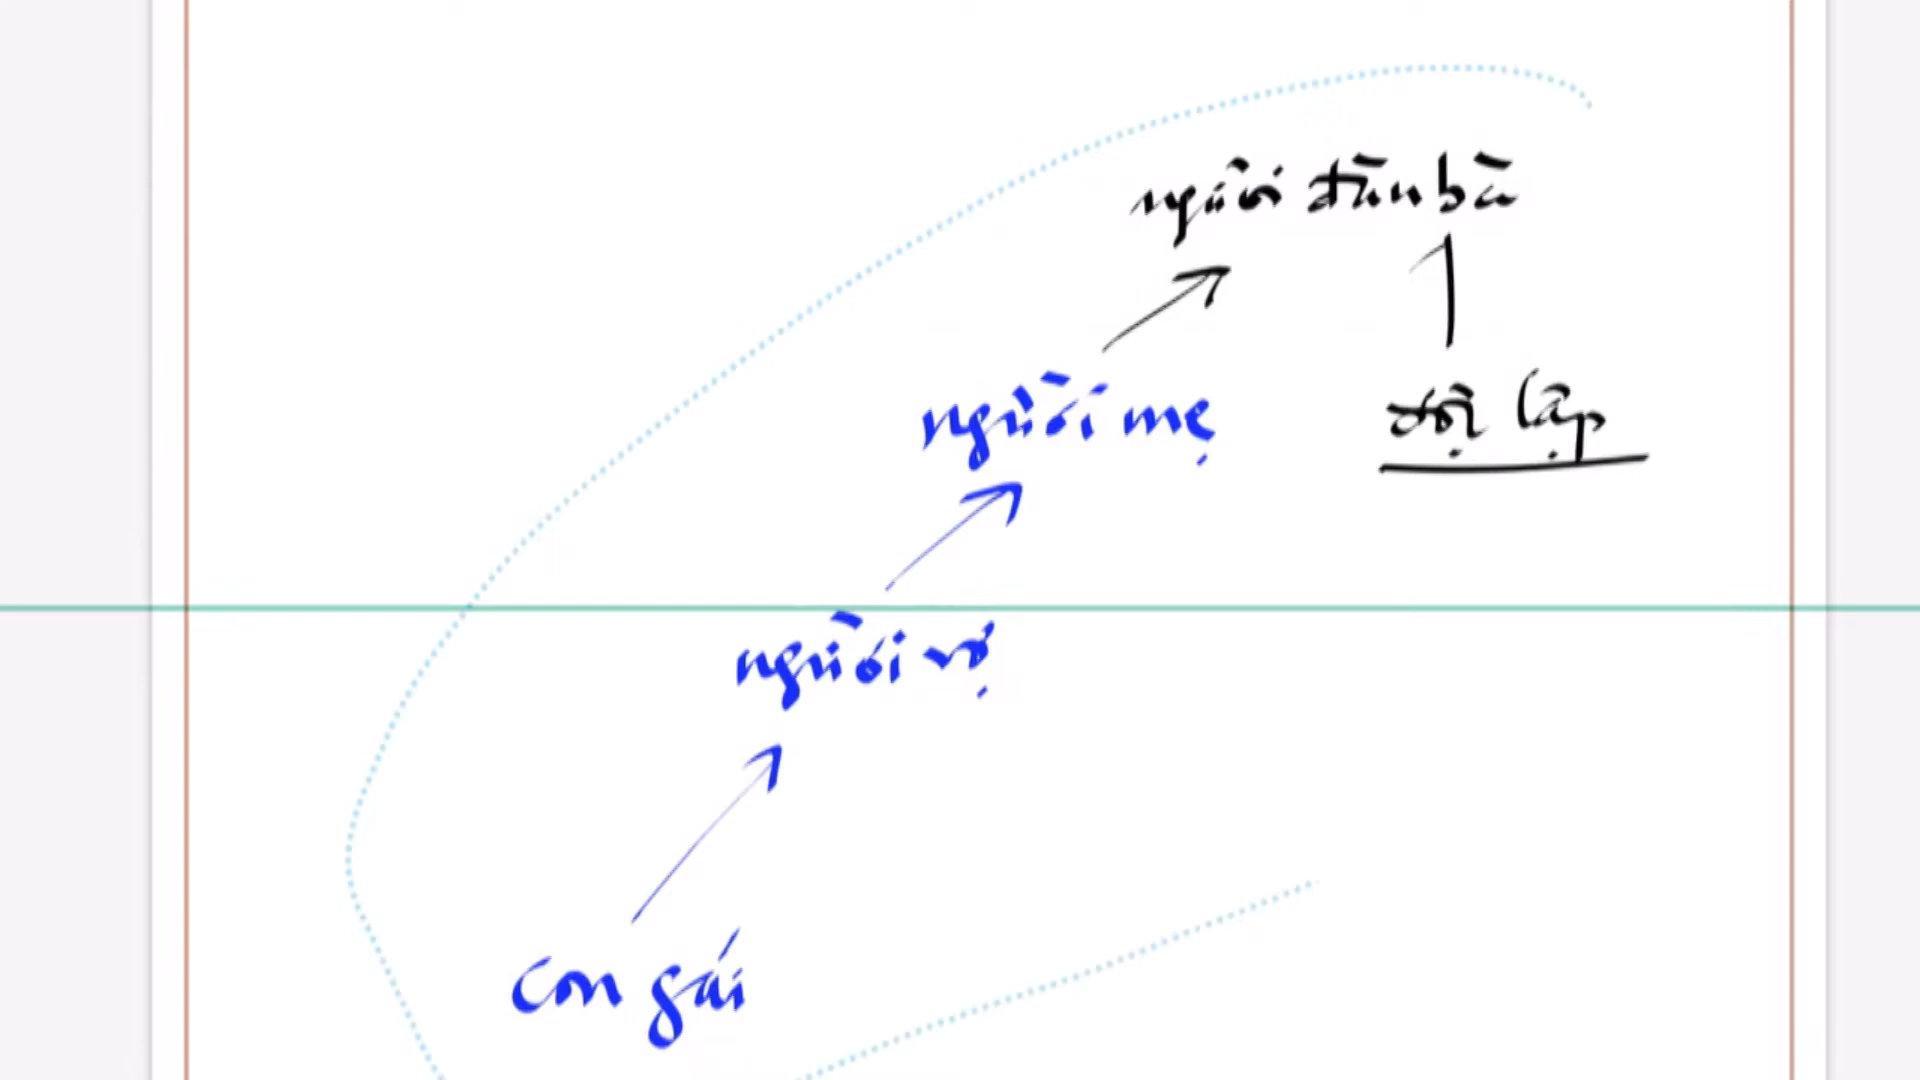 người đàn bà
người mẹ
độc lập
người vợ
con gái